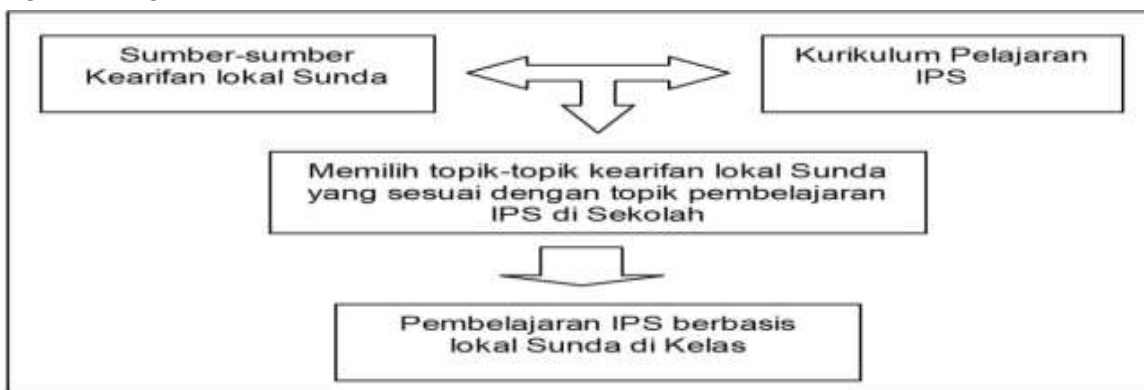 Sumber-sumber
Kearifan lokal Sunda
Kurikulum Pelajaran
IPS
Memilih topik-topik kearifan lokal Sunda
yang sesuai dengan topik pembelajaran
IPS di Sekolah
Pembelajaran IPS berbasis
lokal Sunda di Kelas